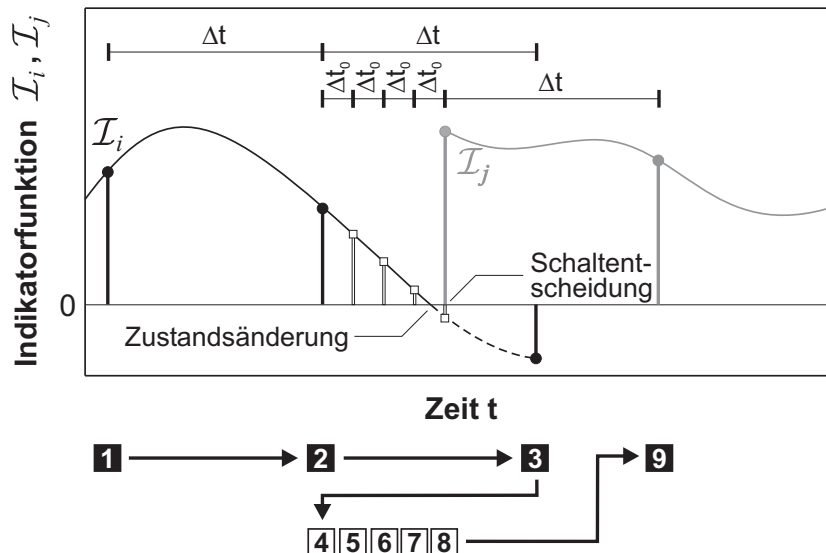 Indikatorfunktion ℐi, ℐj
Δt
Δt
Δt0
Δt0
Δt0
Δt0
Δt
ℐi
ℐj
Schaltent-
scheidung
0
Zustandsänderung
Zeit t
1
2
3
9
4
5
6
7
8